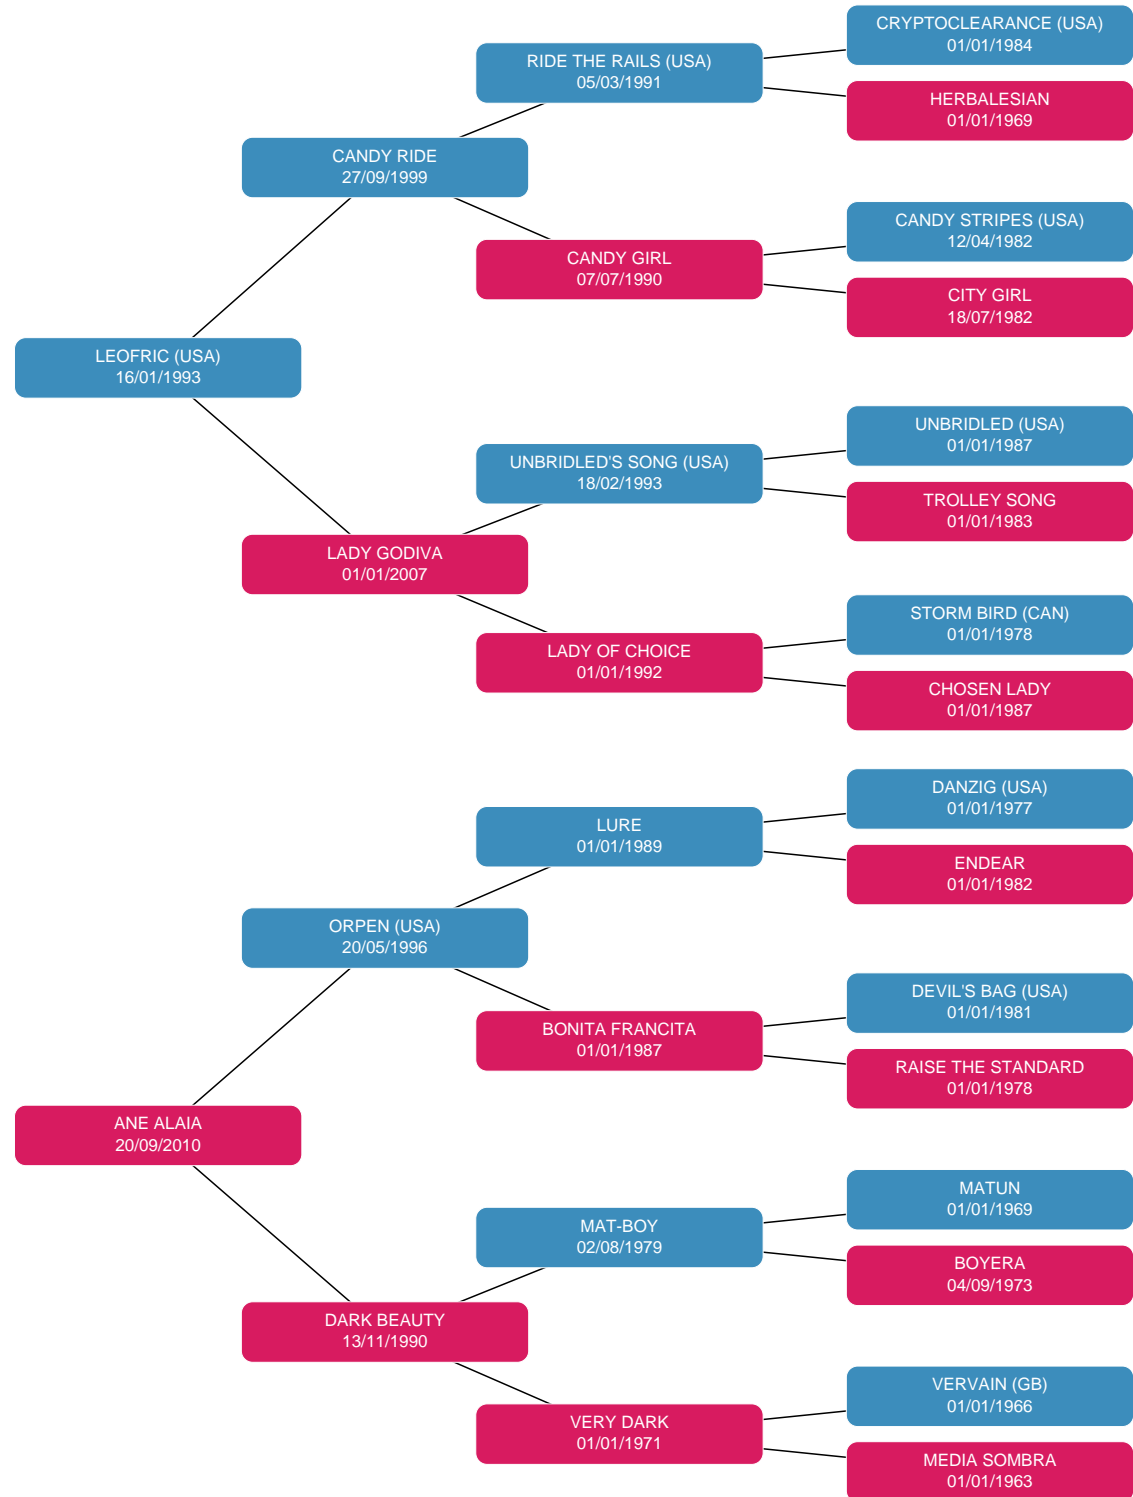 CRYPTOCLEARANCE (USA)
01/01/1984
RIDE THE RAILS (USA)
05/03/1991
HERBALESIAN
01/01/1969
CANDY RIDE
27/09/1999
CANDY STRIPES (USA)
12/04/1982
CANDY GIRL
07/07/1990
CITY GIRL
18/07/1982
LEOFRIC (USA)
16/01/1993
UNBRIDLED (USA)
01/01/1987
UNBRIDLED'S SONG (USA)
18/02/1993
TROLLEY SONG
01/01/1983
LADY GODIVA
01/01/2007
STORM BIRD (CAN)
01/01/1978
LADY OF CHOICE
01/01/1992
CHOSEN LADY
01/01/1987
DANZIG (USA)
01/01/1977
LURE
01/01/1989
ENDEAR
01/01/1982
ORPEN (USA)
20/05/1996
DEVIL'S BAG (USA)
01/01/1981
BONITA FRANCITA
01/01/1987
RAISE THE STANDARD
01/01/1978
ANE ALAIA
20/09/2010
MATUN
01/01/1969
MAT-BOY
02/08/1979
BOYERA
04/09/1973
DARK BEAUTY
13/11/1990
VERVAIN (GB)
01/01/1966
VERY DARK
01/01/1971
MEDIA SOMBRA
01/01/1963